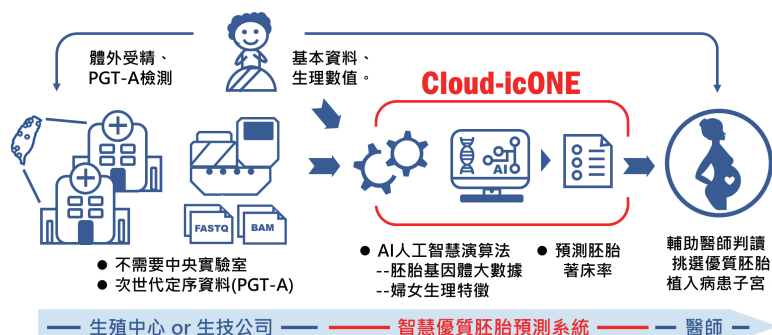 體外受精、
PGT-A檢測
基本資料、
生理數值。
Cloud-icONE
AI
FASTQ
BAM
● 不需要中央實驗室
● 次世代定序資料(PGT-A)
● AI人工智慧演算法
--胚胎基因體大數據
--婦女生理特徵
● 預測胚胎
著床率
輔助醫師判讀
挑選優質胚胎
植入病患子宮
生殖中心 or 生技公司
智慧優質胚胎預測系統
醫師